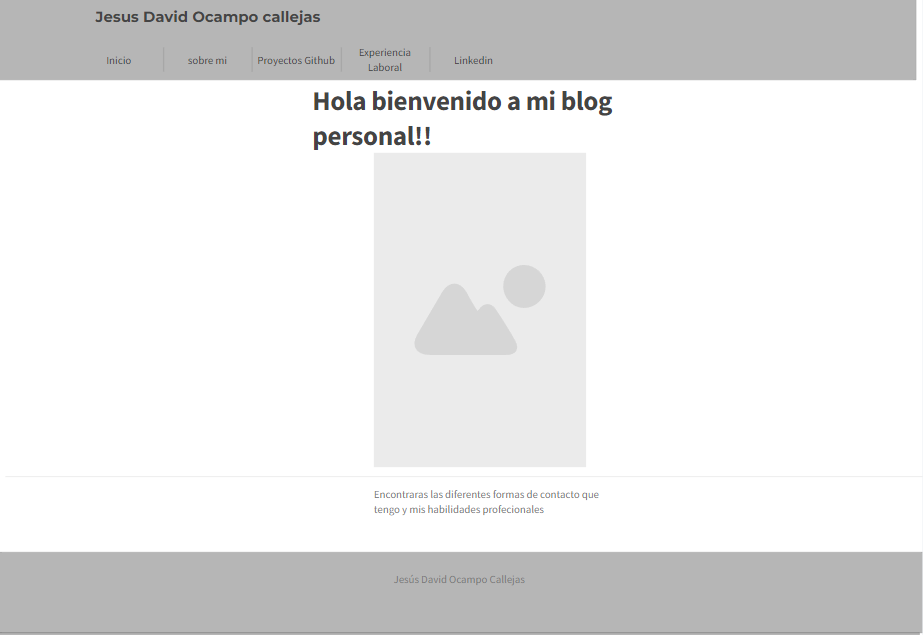 Jesus David Ocampo callejas
Inicio
sobre mi
Proyectos Github
Experiencia
Laboral
Linkedin
Hola bienvenido a mi blog
personal!!
Encontraras las diferentes formas de contacto que
tengo y mis habilidades profecionales
Jesús David Ocampo Callejas